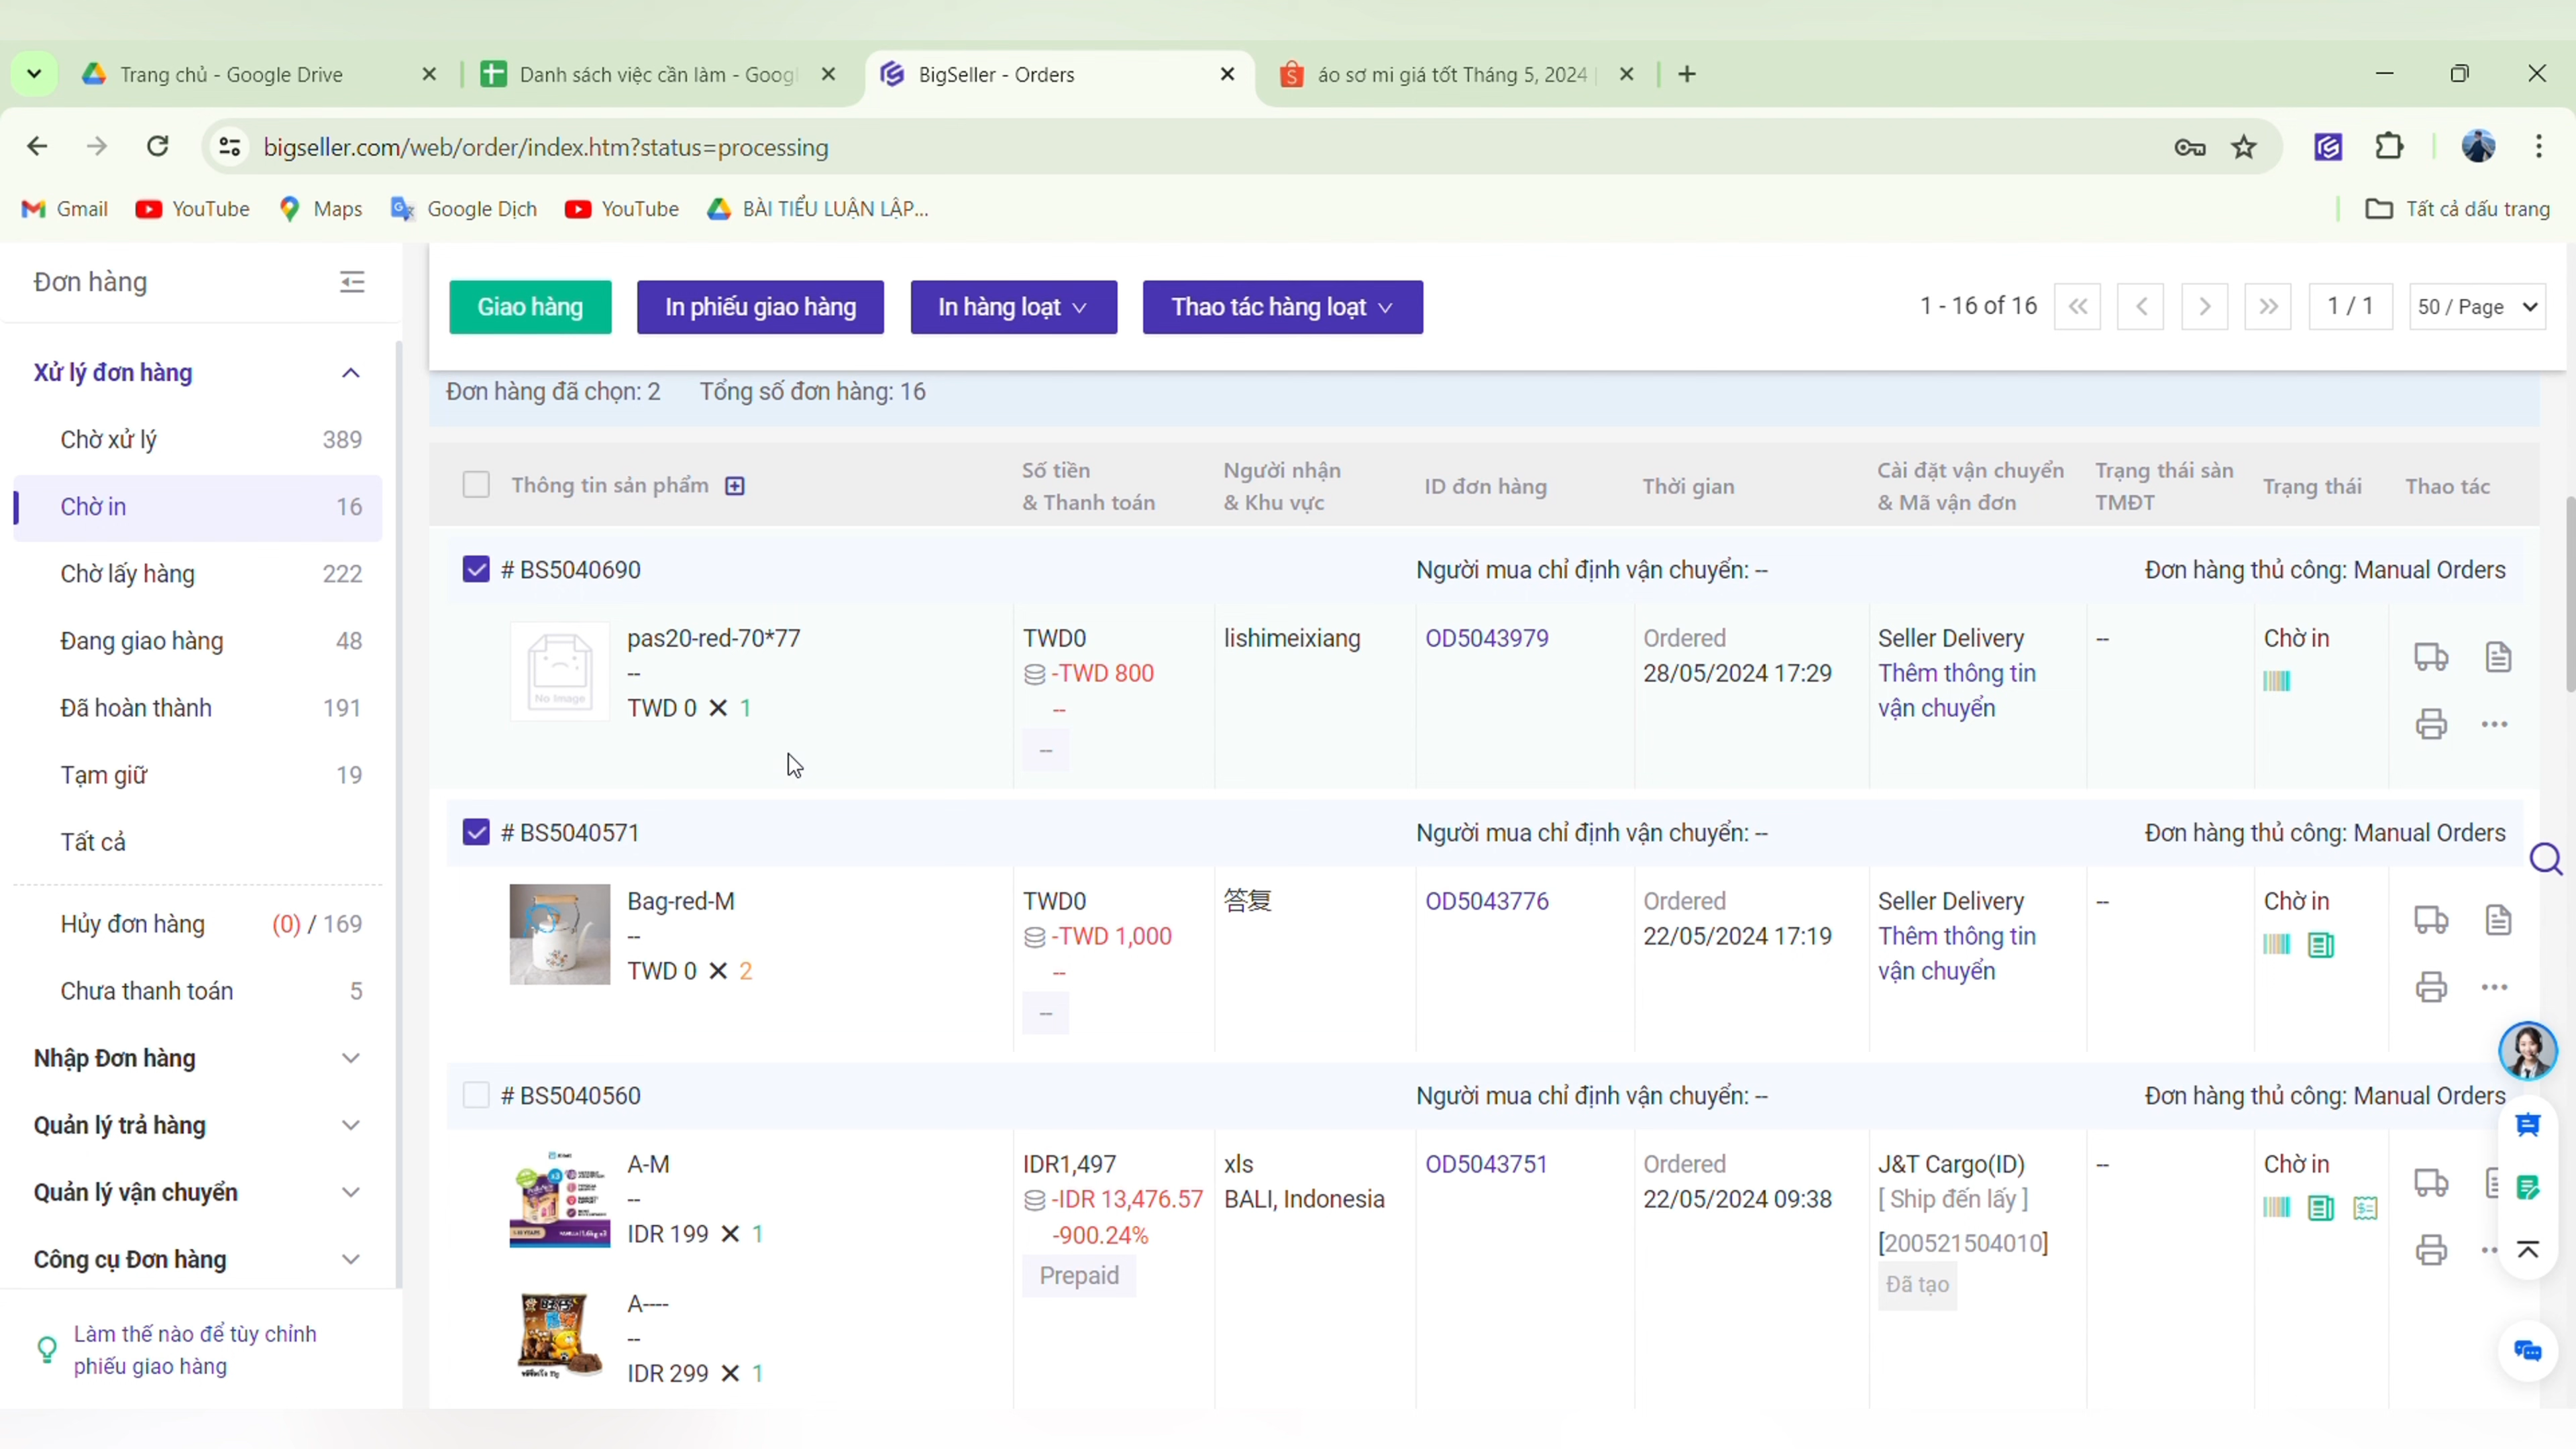 Trang chủ - Google Drive
Danh sách việc cần làm - Googl
BigSeller - Orders
áo sơ mi giá tốt Tháng 5, 2024 |
bigseller.com/web/order/index.htm?status=processing
Gmail
YouTube
Maps
Google Dịch
YouTube
BÀI TIỂU LUẬN LẬP...
Tất cả dấu trang
Đơn hàng
Xử lý đơn hàng
Chờ xử lý 389
Chờ in 16
Chờ lấy hàng 222
Đang giao hàng 48
Đã hoàn thành 191
Tạm giữ 19
Tất cả
Hủy đơn hàng (0) / 169
Chưa thanh toán 5
Nhập Đơn hàng
Quản lý trả hàng
Quản lý vận chuyển
Công cụ Đơn hàng
Làm thế nào để tùy chỉnh
phiếu giao hàng
Giao hàng
In phiếu giao hàng
In hàng loạt
Thao tác hàng loạt
1 - 16 of 16
1 / 1
50 / Page
Đơn hàng đã chọn: 2 Tổng số đơn hàng: 16
Thông tin sản phẩm
Số tiền
& Thanh toán
Người nhận
& Khu vực
ID đơn hàng
Thời gian
Cài đặt vận chuyển
& Mã vận đơn
Trạng thái sàn
TMĐT
Trạng thái
Thao tác
# BS5040690
Người mua chỉ định vận chuyển: --
Đơn hàng thủ công: Manual Orders
No Image
pas20-red-70*77
--
TWD 0 ✕ 1
TWD0
-TWD 800
--
--
lishimeixiang
OD5043979
Ordered
28/05/2024 17:29
Seller Delivery
Thêm thông tin
vận chuyển
--
Chờ in
# BS5040571
Người mua chỉ định vận chuyển: --
Đơn hàng thủ công: Manual Orders
Bag-red-M
--
TWD 0 ✕ 2
TWD0
-TWD 1,000
--
--
答复
OD5043776
Ordered
22/05/2024 17:19
Seller Delivery
Thêm thông tin
vận chuyển
--
Chờ in
# BS5040560
Người mua chỉ định vận chuyển: --
Đơn hàng thủ công: Manual Orders
A-M
--
IDR 199 ✕ 1
A----
--
IDR 299 ✕ 1
IDR1,497
-IDR 13,476.57
-900.24%
Prepaid
xls
BALI, Indonesia
OD5043751
Ordered
22/05/2024 09:38
J&T Cargo(ID)
[ Ship đến lấy ]
[200521504010]
Đã tạo
--
Chờ in